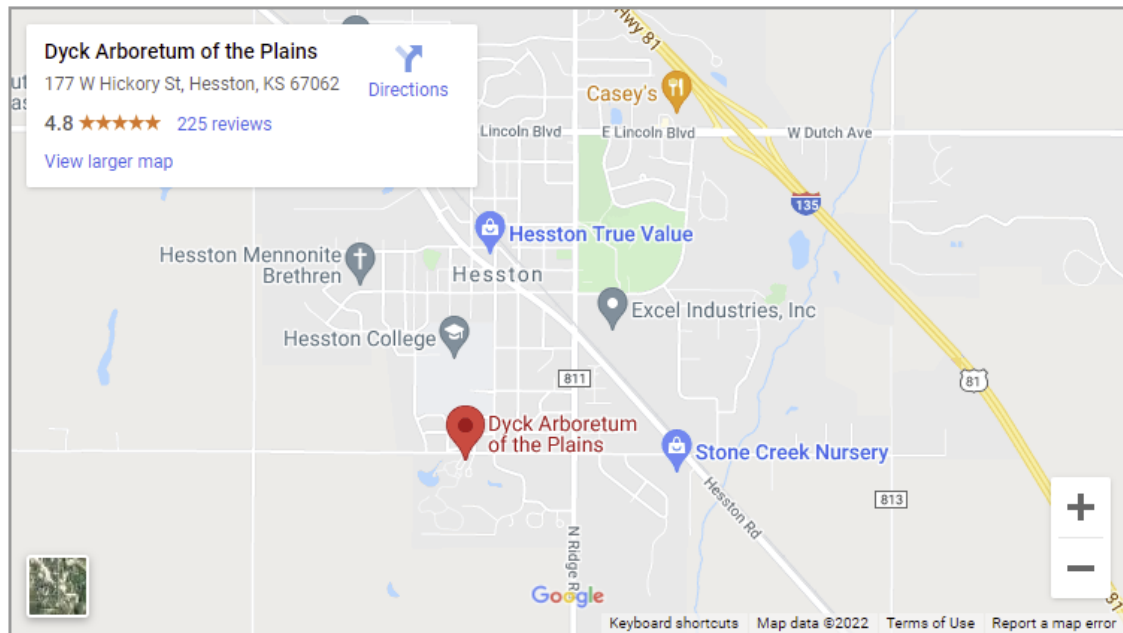 Dyck Arboretum of the Plains
177 W Hickory St, Hesston, KS 67062
4.8
225 reviews
View larger map
Directions
Hwy 81
Casey's
Lincoln Blvd
E Lincoln Blvd
W Dutch Ave
135
Hesston True Value
Hesston Mennonite
Brethren
Hesston
Excel Industries, Inc
Hesston College
811
81
Dyck Arboretum
of the Plains
Stone Creek Nursery
813
Hesston Rd
N Ridge R
Google
81
Keyboard shortcuts
Map data ©2022
Terms of Use
Report a map error